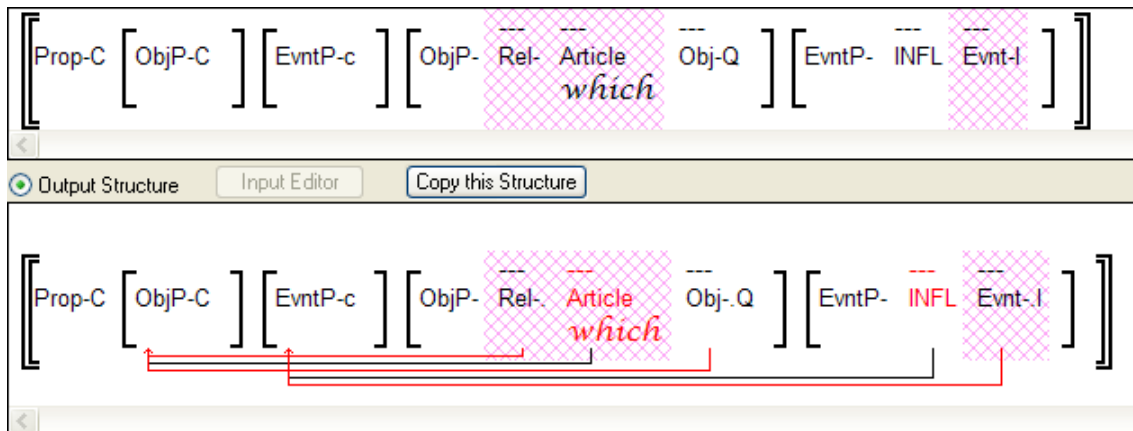 --- --- --- --- ---
Prop-C ObjP-C EvntP-c ObjP- Rel- Article Obj-Q EvntP- INFL Evnt-I
which
Output Structure Input Editor Copy this Structure
--- --- --- --- ---
Prop-C ObjP-C EvntP-c ObjP- Rel-. Article Obj-.Q EvntP- INFL Evnt-.I
which